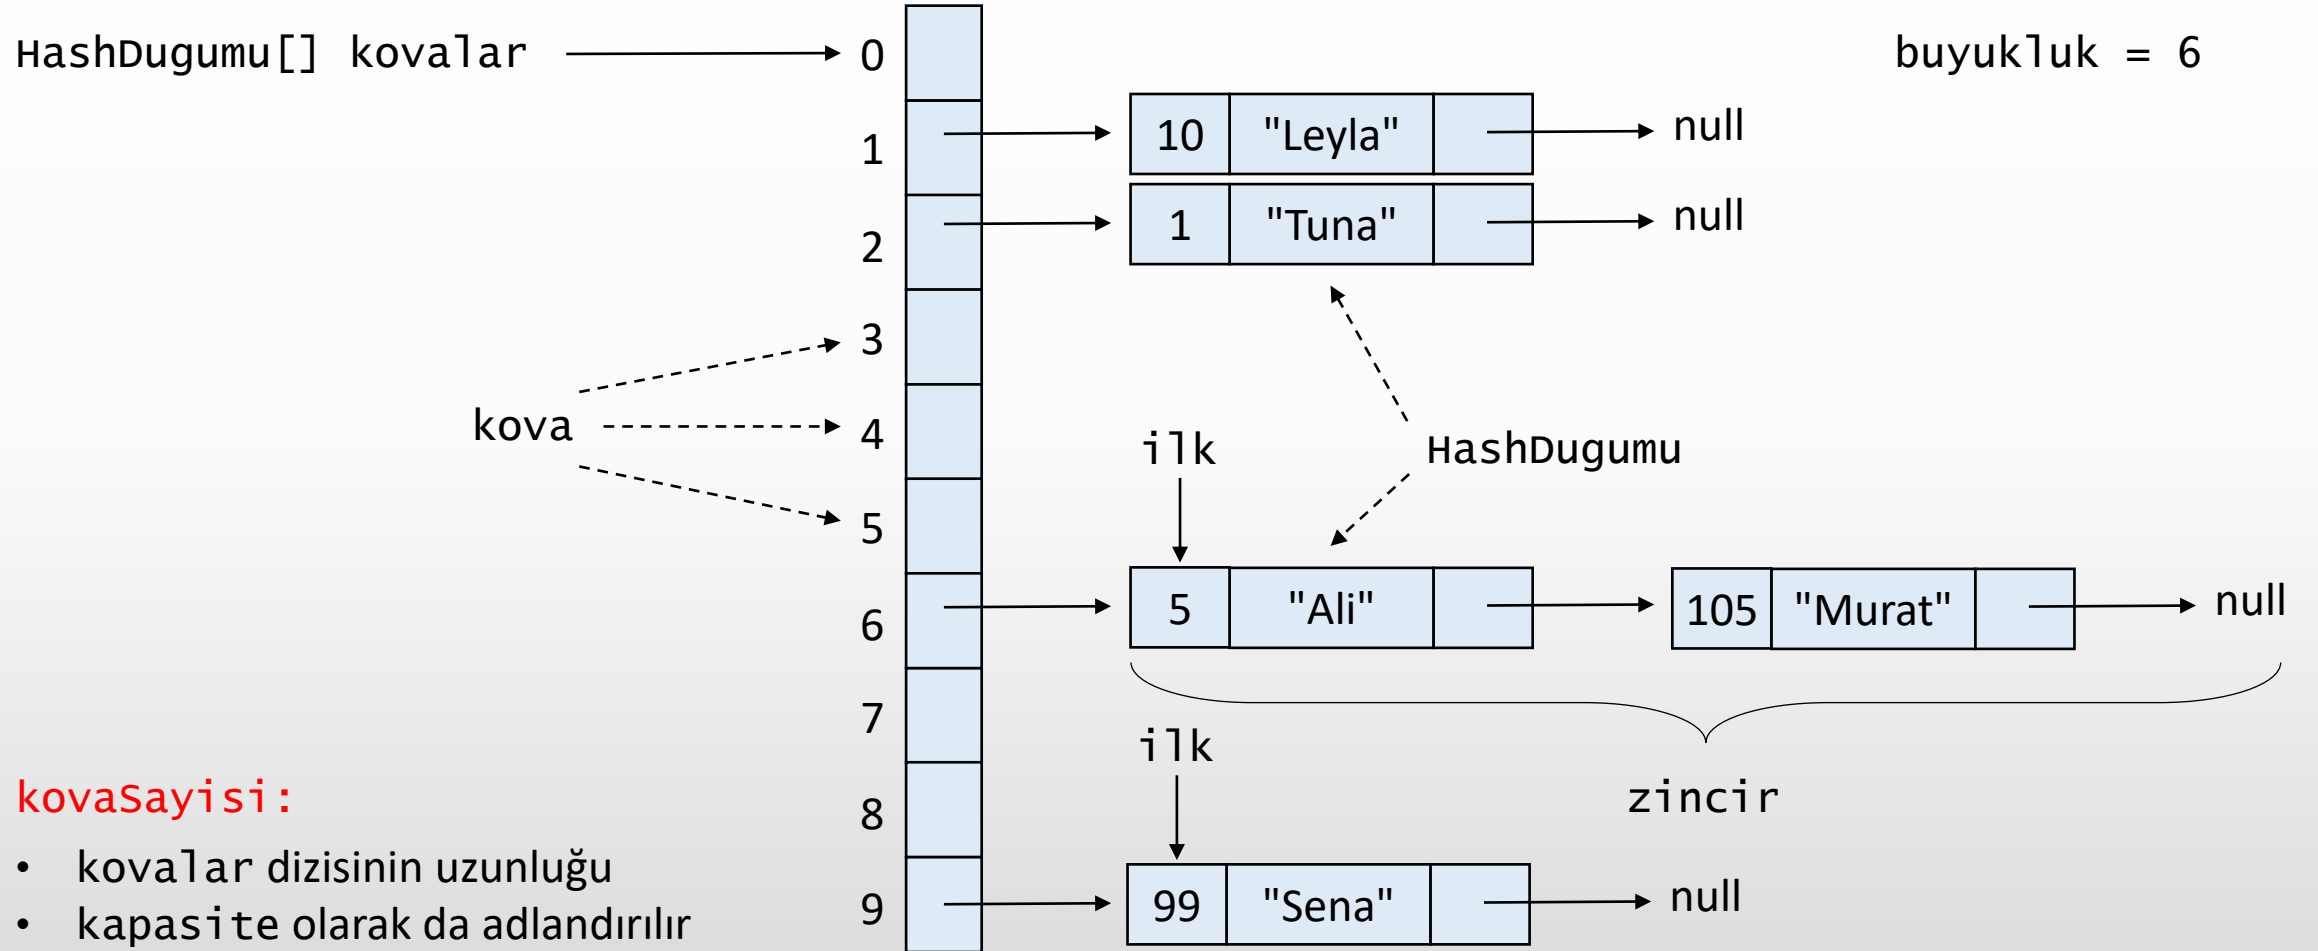 HashDugumu[] kovalar
buyukluk = 6
0
1
10 "Leyla" null
2
1 "Tuna" null
3
kova
4
ilk
HashDugumu
5
6
5 "Ali" 105 "Murat" null
7
ilk
zincir
kovaSayisi:
8
• kovalar dizisinin uzunluğu
9
99 "Sena" null
• kapasite olarak da adlandırılır